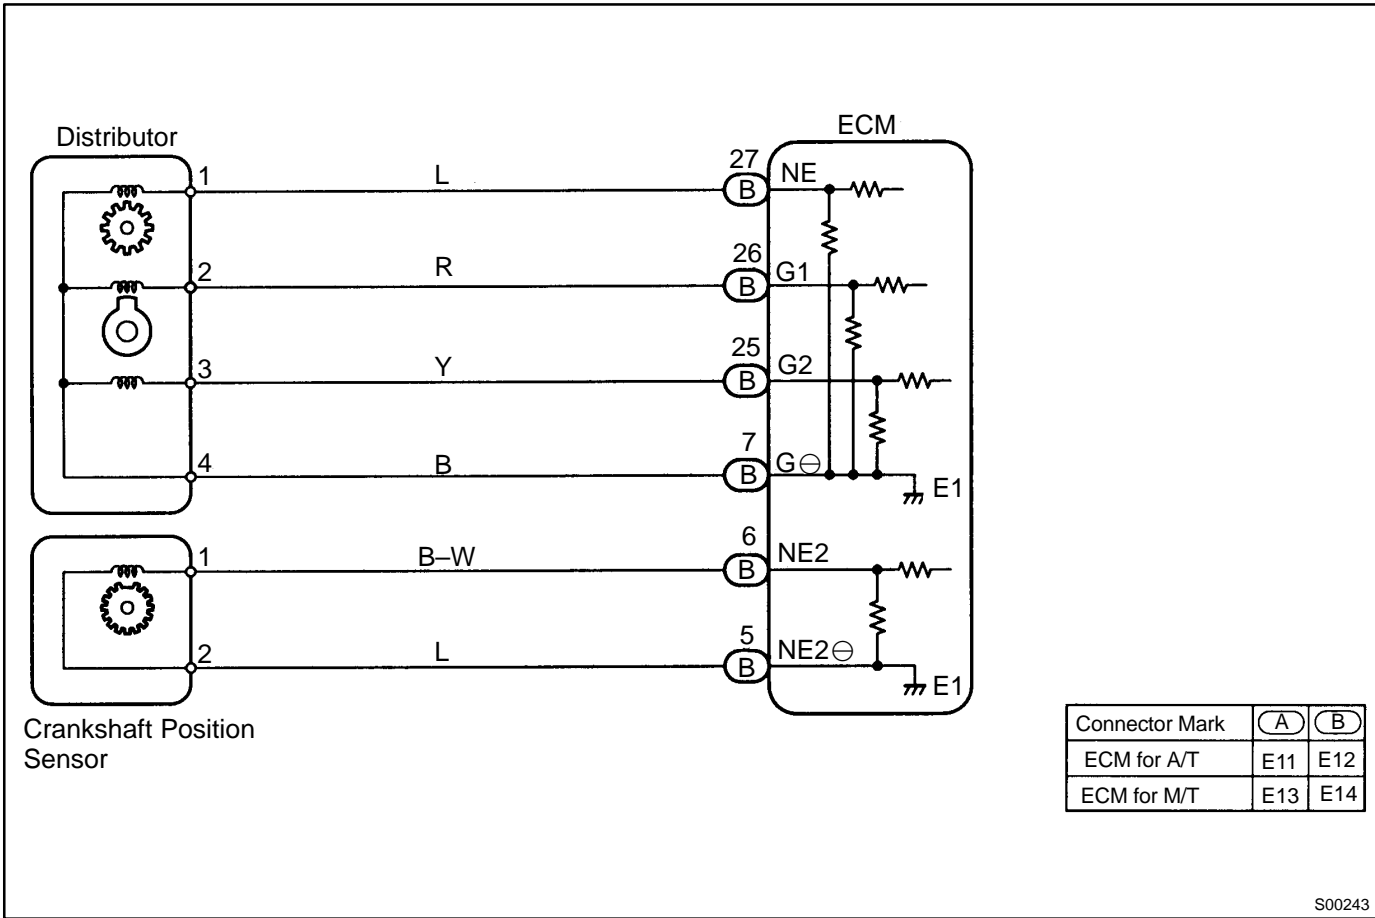 Distributor
ECM
1 L 27 B NE
2 R 26 B G1
3 Y 25 B G2
4 B 7 B G⊖
E1
1 B–W 6 B NE2
2 L 5 B NE2⊖
E1
Crankshaft Position
Sensor
Connector Mark A B
ECM for A/T E11 E12
ECM for M/T E13 E14
S00243